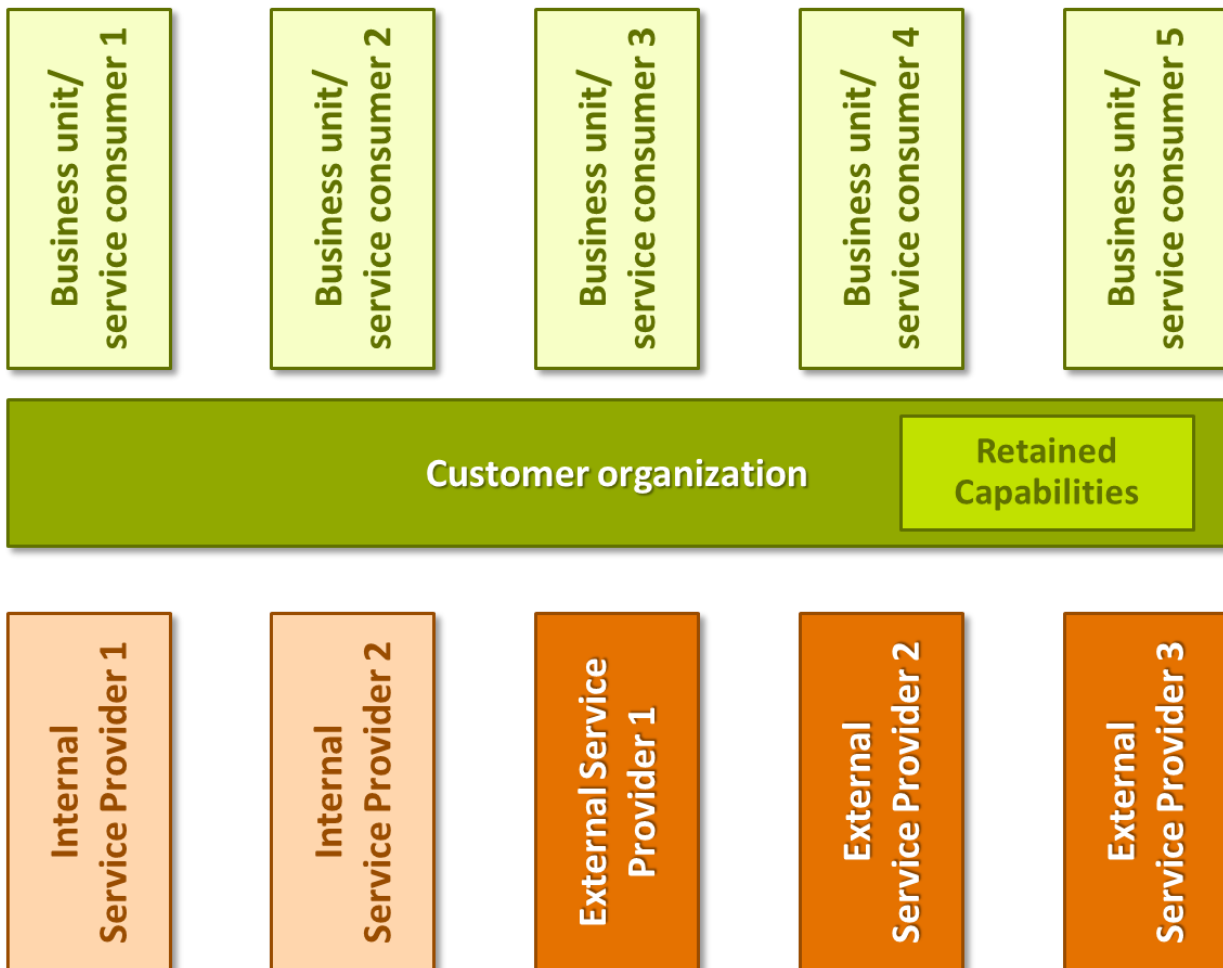 Business unit/
service consumer 1
Business unit/
service consumer 2
Business unit/
service consumer 3
Business unit/
service consumer 4
Business unit/
service consumer 5
Customer organization
Retained
Capabilities
Internal
Service Provider 1
Internal
Service Provider 2
External Service
Provider 1
External
Service Provider 2
External
Service Provider 3